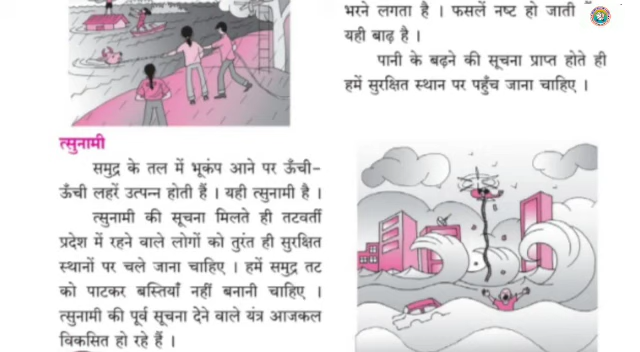 भरने लगता है । फसलें नष्ट हो जाती
यही बाढ़ है ।
पानी के बढ़ने की सूचना प्राप्त होते ही
हमें सुरक्षित स्थान पर पहुँच जाना चाहिए ।
त्सुनामी
समुद्र के तल में भूकंप आने पर ऊँची-
ऊँची लहरें उत्पन्न होती हैं । यही त्सुनामी है ।
त्सुनामी की सूचना मिलते ही तटवर्ती
प्रदेश में रहने वाले लोगों को तुरंत ही सुरक्षित
स्थानों पर चले जाना चाहिए । हमें समुद्र तट
को पाटकर बस्तियाँ नहीं बनानी चाहिए ।
त्सुनामी की पूर्व सूचना देने वाले यंत्र आजकल
विकसित हो रहे हैं ।